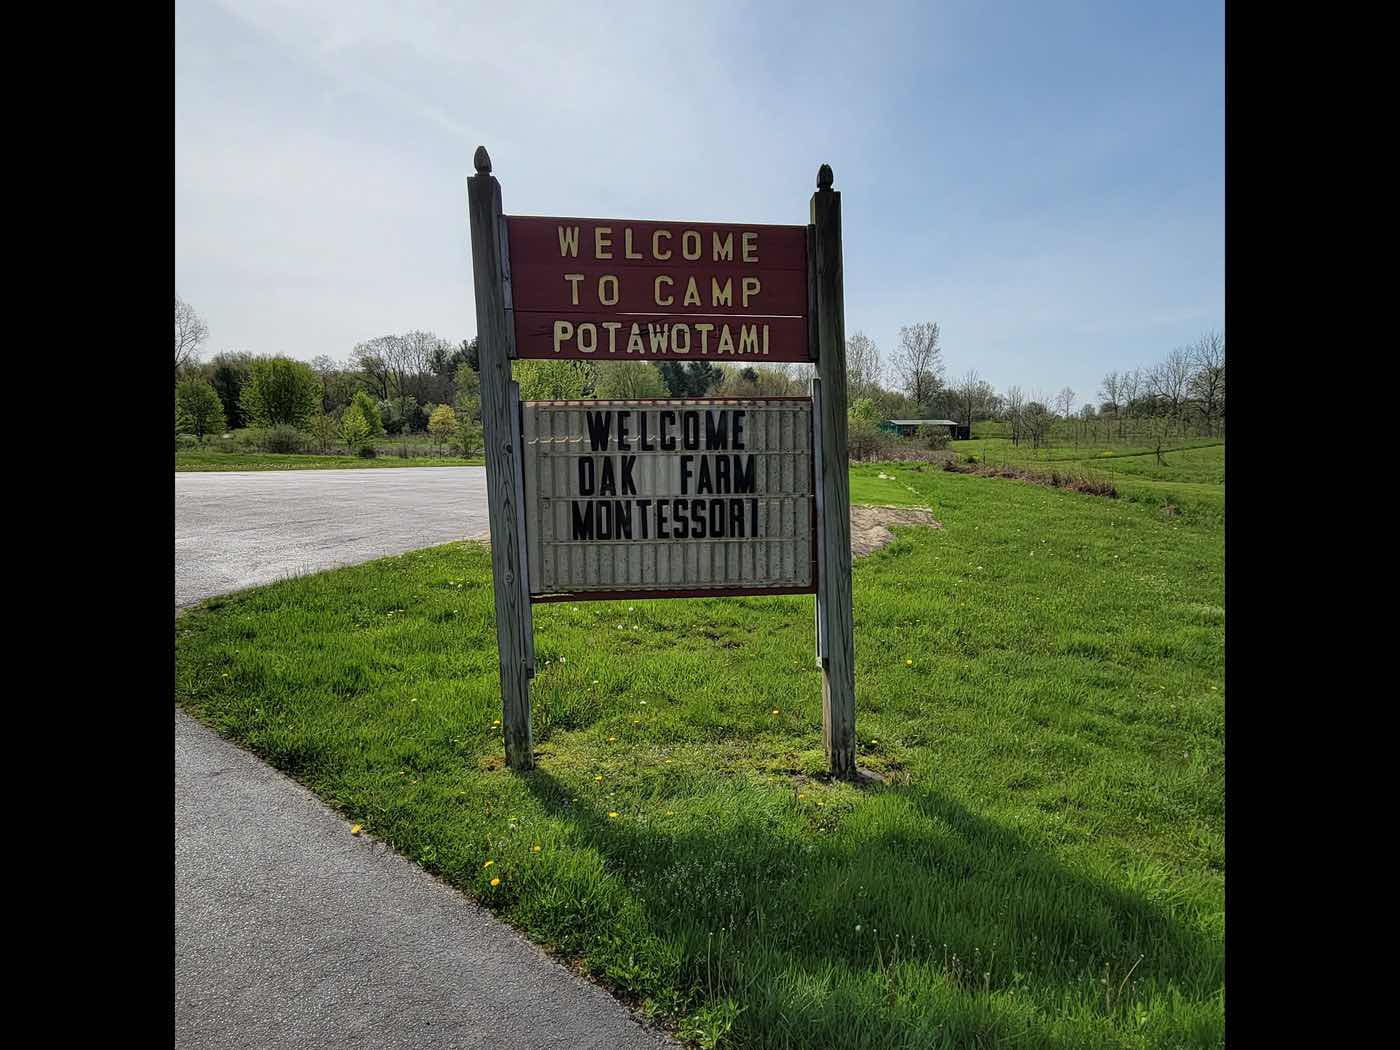 WELCOME
TO CAMP
POTAWOTAMI
WELCOME
OAK FARM
MONTESSORI